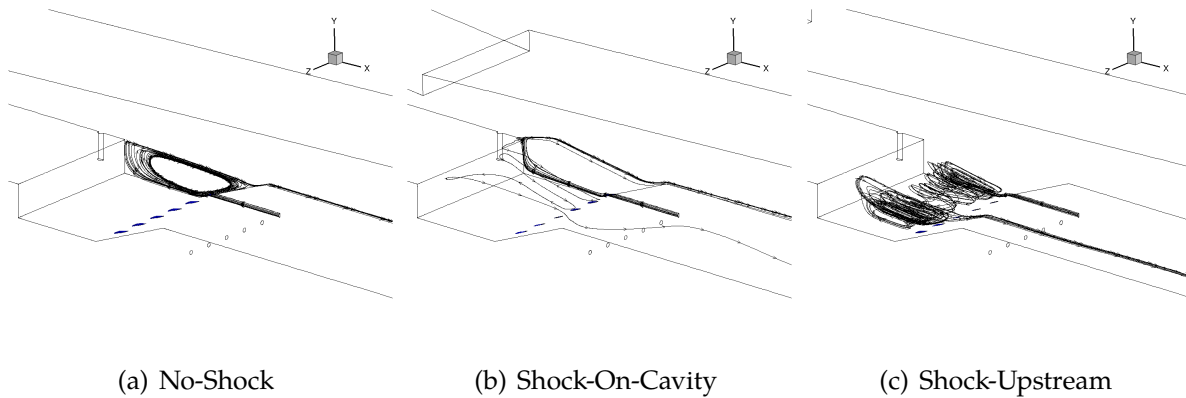 Y
Z
X
Y
Z
X
Y
Z
X
(a) No-Shock
(b) Shock-On-Cavity
(c) Shock-Upstream